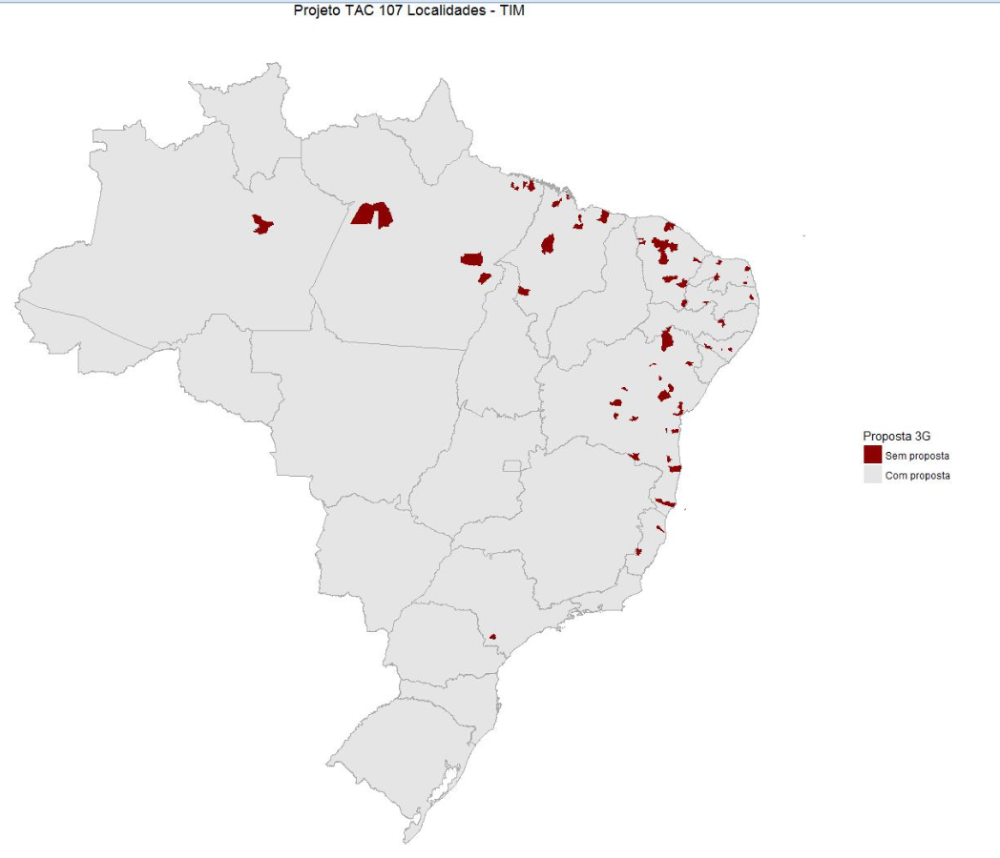 Projeto TAC 107 Localidades - TIM
Proposta 3G
Sem proposta
Com proposta